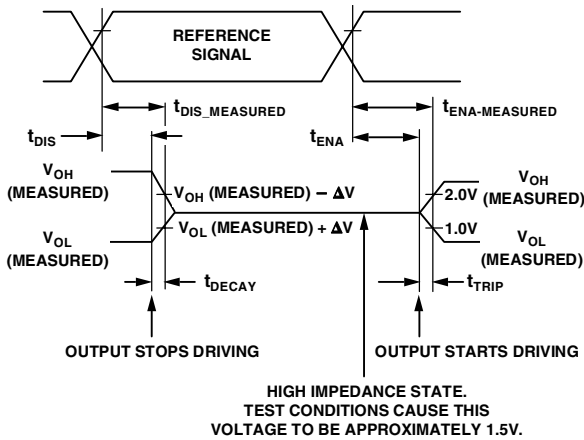 REFERENCE
SIGNAL
tDIS_MEASURED
tENA-MEASURED
tDIS
tENA
VOH
(MEASURED)
VOH (MEASURED) – ΔV
2.0V
VOH
(MEASURED)
VOL
(MEASURED)
VOL (MEASURED) + ΔV
1.0V
VOL
(MEASURED)
tDECAY
tTRIP
OUTPUT STOPS DRIVING
OUTPUT STARTS DRIVING
HIGH IMPEDANCE STATE.
TEST CONDITIONS CAUSE THIS
VOLTAGE TO BE APPROXIMATELY 1.5V.